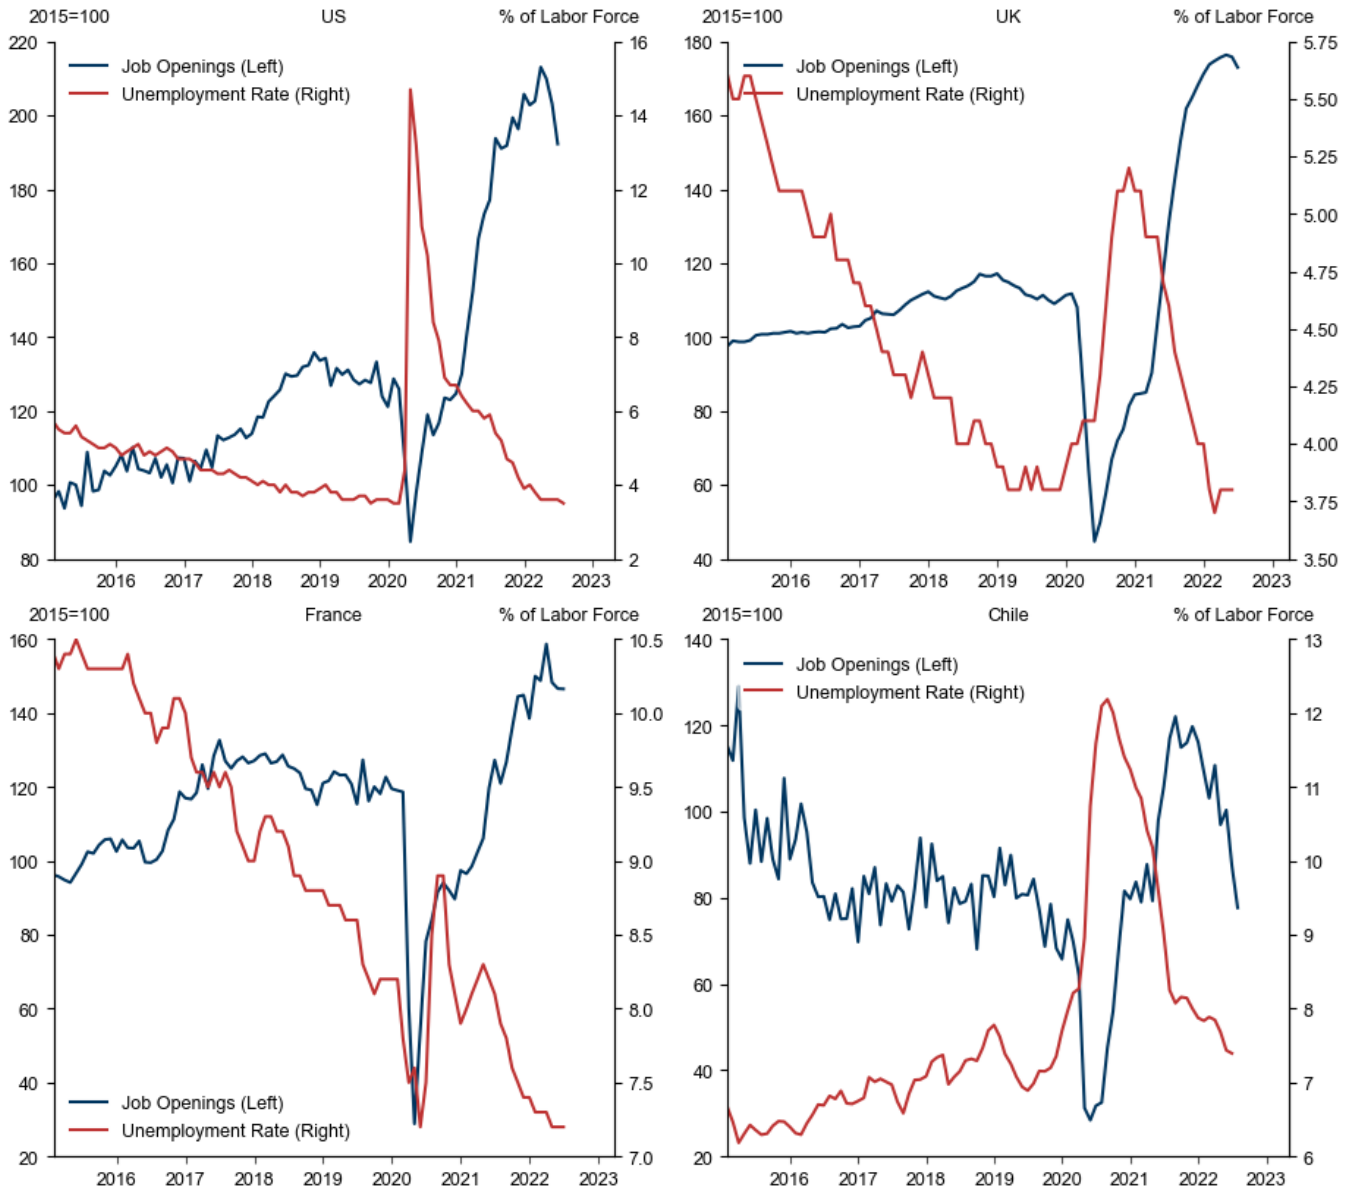 2015=100 US % of Labor Force
220 16
Job Openings (Left)
Unemployment Rate (Right)
200 14
180 12
160 10
140 8
120 6
100 4
80 2
2016 2017 2018 2019 2020 2021 2022 2023
2015=100 UK % of Labor Force
180 5.75
Job Openings (Left)
Unemployment Rate (Right)
160 5.50
5.25
140 5.00
120 4.75
100 4.50
80 4.25
4.00
60 3.75
40 3.50
2016 2017 2018 2019 2020 2021 2022 2023
2015=100 France % of Labor Force
160 10.5
140 10.0
120 9.5
100 9.0
80 8.5
60 8.0
40 7.5
Job Openings (Left)
Unemployment Rate (Right)
20 7.0
2016 2017 2018 2019 2020 2021 2022 2023
2015=100 Chile % of Labor Force
140 13
Job Openings (Left)
Unemployment Rate (Right)
120 12
11
100 10
80 9
60 8
40 7
20 6
2016 2017 2018 2019 2020 2021 2022 2023